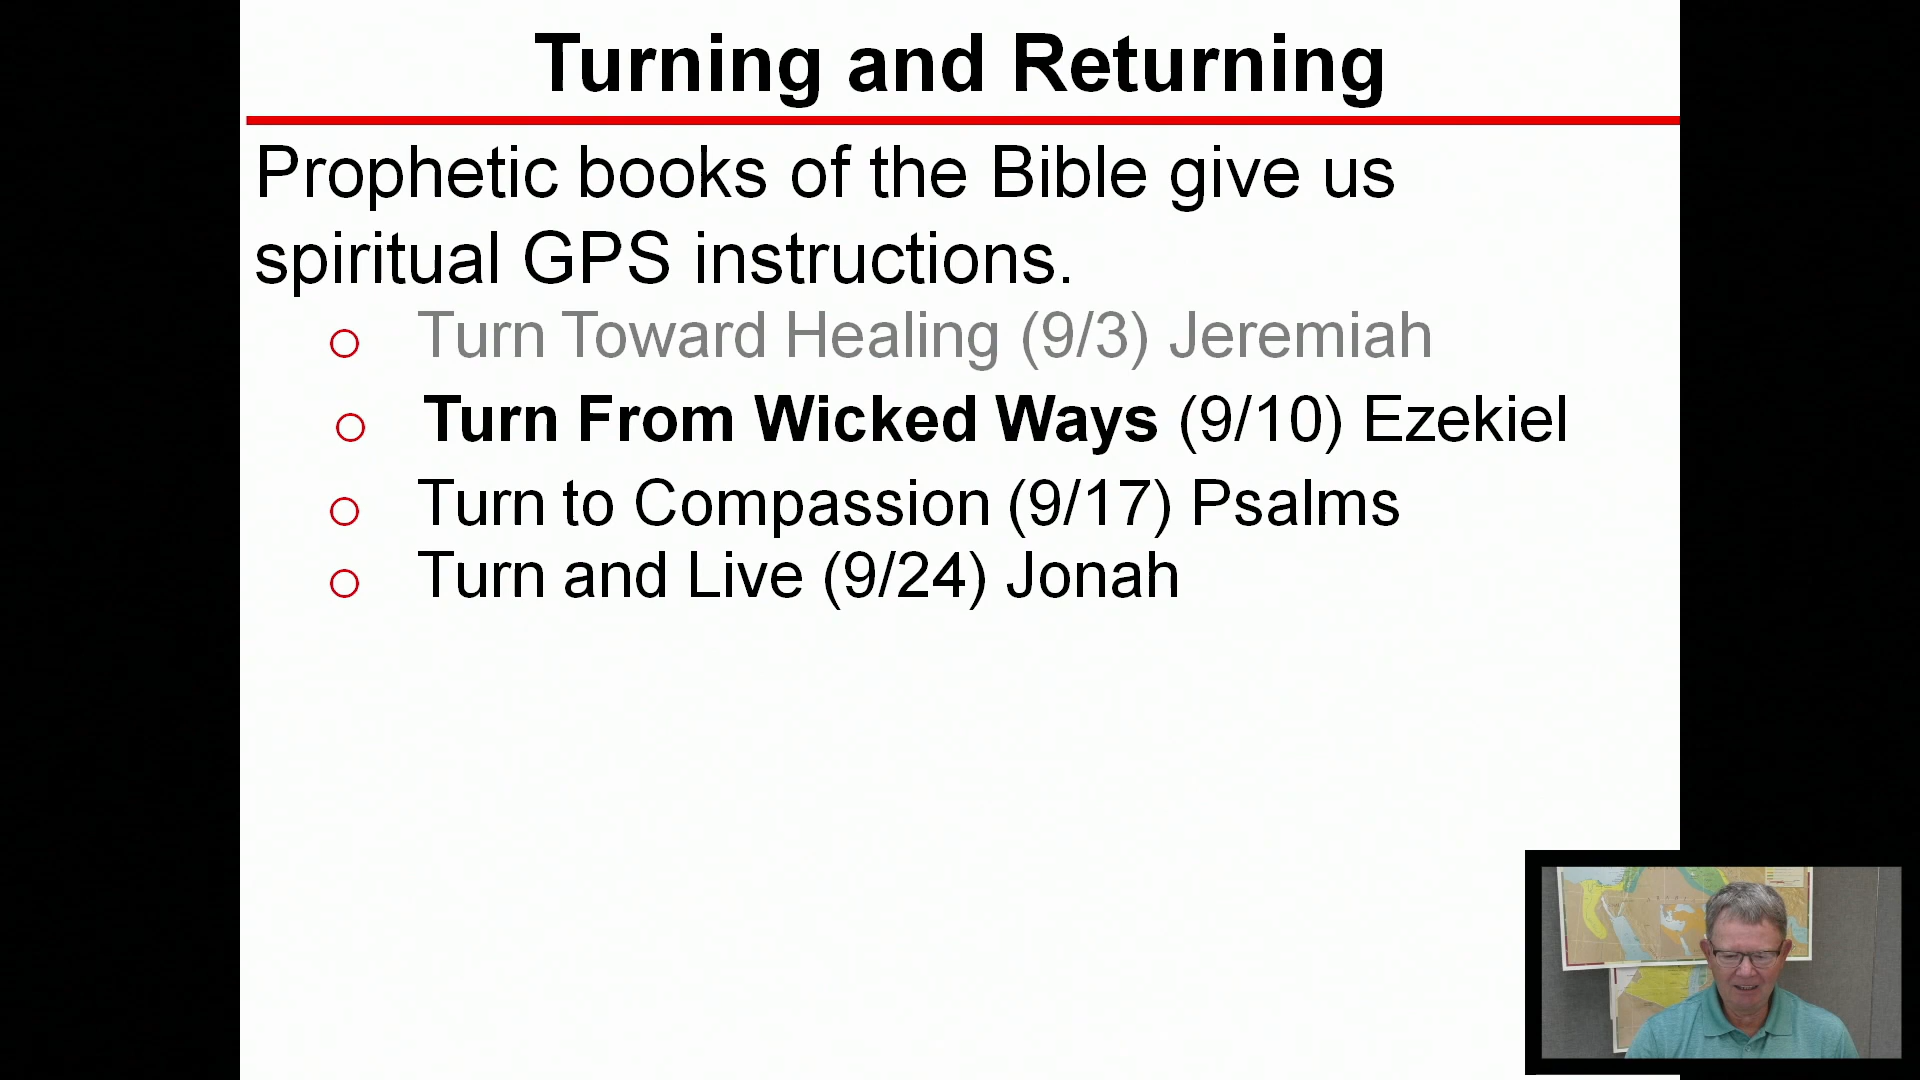 Turning and Returning
Prophetic books of the Bible give us
spiritual GPS instructions.
Turn Toward Healing (9/3) Jeremiah
Turn From Wicked Ways (9/10) Ezekiel
Turn to Compassion (9/17) Psalms
Turn and Live (9/24) Jonah